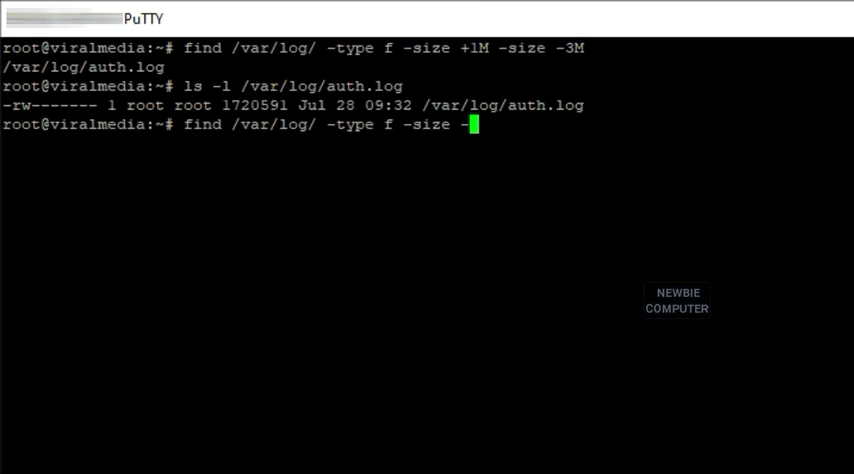 PuTTY
root@viralmedia:~# find /var/log/ -type f -size +1M -size -3M
/var/log/auth.log
root@viralmedia:~# ls -l /var/log/auth.log
-rw------- 1 root root 1720591 Jul 28 09:32 /var/log/auth.log
root@viralmedia:~# find /var/log/ -type f -size -
NEWBIE
COMPUTER